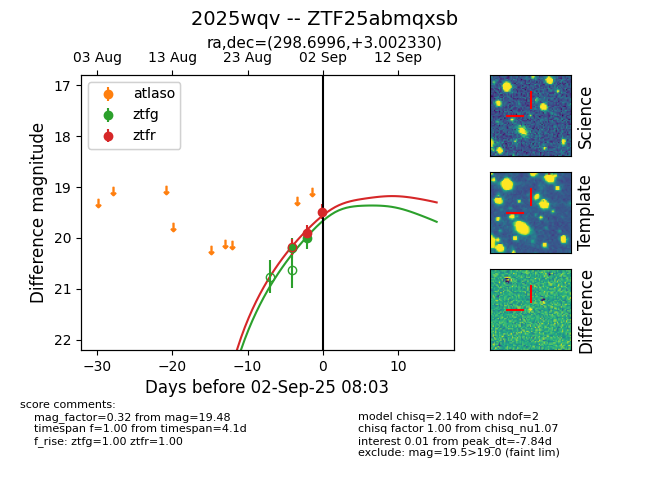 2025wqv -- ZTF25abmqxsb
ra,dec=(298.6996,+3.002330)
03 Aug 13 Aug 23 Aug 02 Sep 12 Sep
atlaso
ztfg
ztfr
17
18
19
20
21
22
Difference magnitude
−30 −20 −10 0 10
Days before 02-Sep-25 08:03
Science
Template
Difference
score comments:
mag_factor=0.32 from mag=19.48
timespan f=1.00 from timespan=4.1d
f_rise: ztfg=1.00 ztfr=1.00
model chisq=2.140 with ndof=2
chisq factor 1.00 from chisq_nu1.07
interest 0.01 from peak_dt=-7.84d
exclude: mag=19.5>19.0 (faint lim)